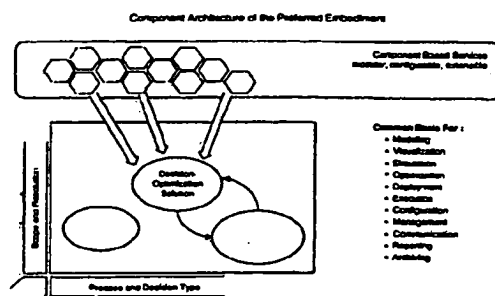 Component Architecture of the Preferred Embodiment
Component Based Services
modular, configurable, extensible
Common Basis For :
• Modeling
• Visualization
• Simulation
• Optimization
• Deployment
• Execution
• Configuration
• Management
• Communication
• Reporting
• Archiving
Decision
Optimization
Solution
Scope and Resolution
Process and Decision Type